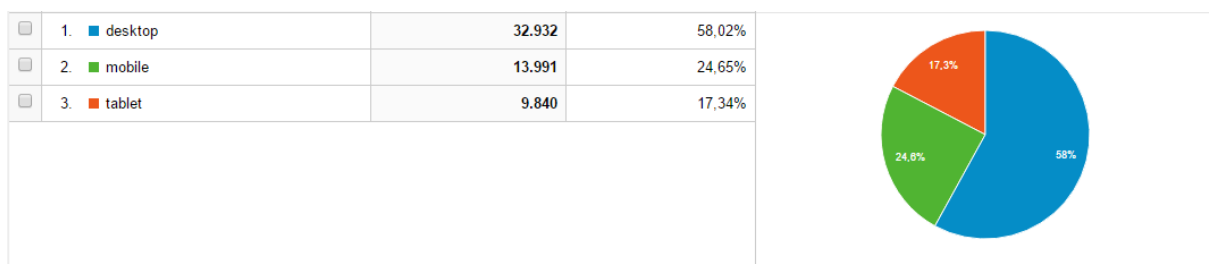 1. desktop 32.932 58,02%
2. mobile 13.991 24,65%
3. tablet 9.840 17,34%
17,3%
24,6%
58%